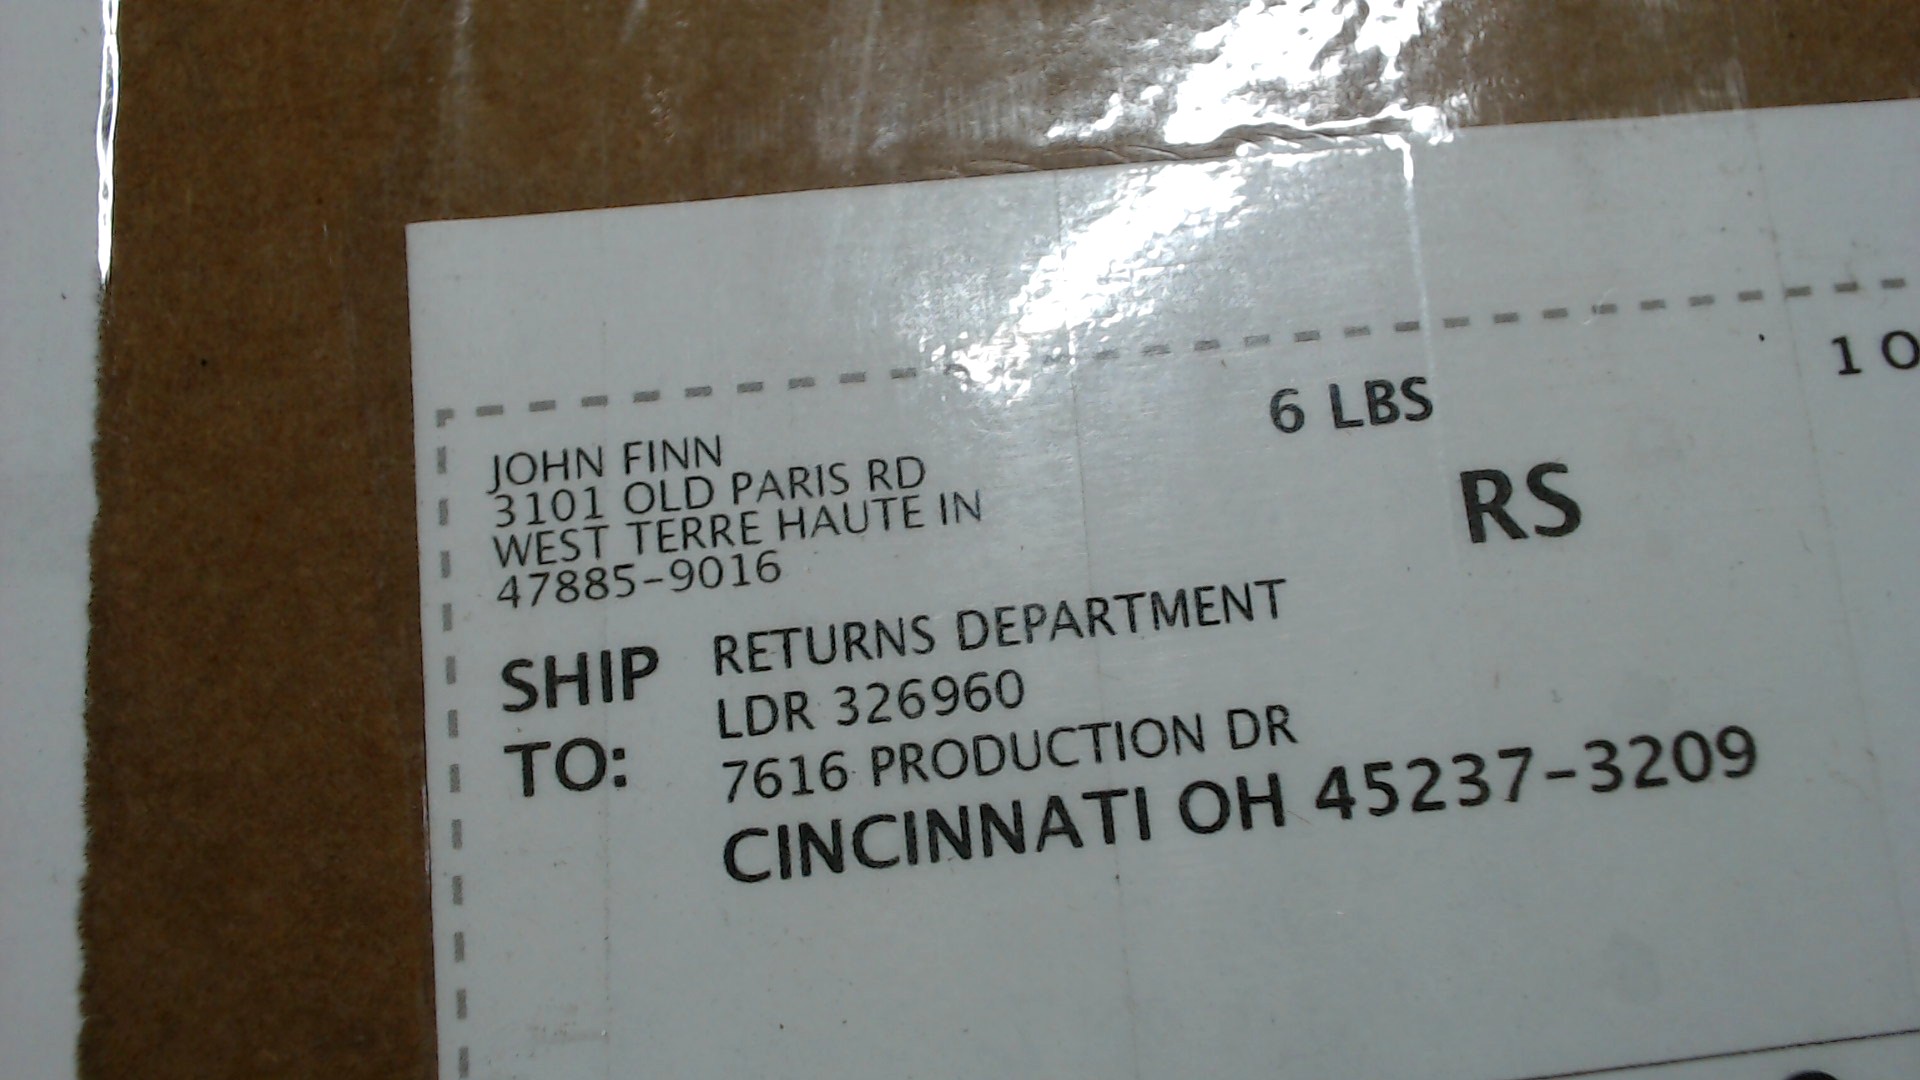 JOHN FINN
3101 OLD PARIS RD
WEST TERRE HAUTE IN
47885-9016
6 LBS
1 O
RS
SHIP TO:
RETURNS DEPARTMENT
LDR 326960
7616 PRODUCTION DR
CINCINNATI OH 45237-3209